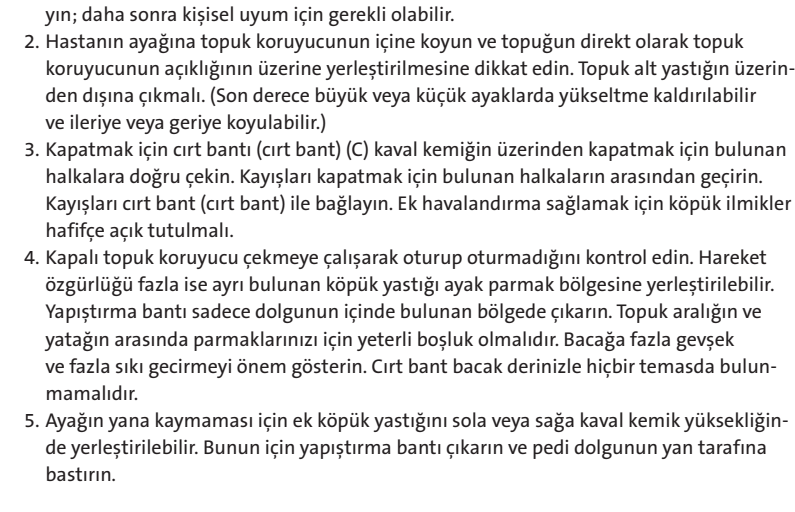 yın; daha sonra kişisel uyum için gerekli olabilir.
2. Hastanın ayağına topuk koruyucunun içine koyun ve topuğun direkt olarak topuk
koruyucunun açıklığının üzerine yerleştirilmesine dikkat edin. Topuk alt yastığın üzerin-
den dışına çıkmalı. (Son derece büyük veya küçük ayaklarda yükseltme kaldırılabilir
ve ileriye veya geriye koyulabilir.)
3. Kapatmak için cırt bantı (cırt bant) (C) kaval kemiğin üzerinden kapatmak için bulunan
halkalara doğru çekin. Kayışları kapatmak için bulunan halkaların arasından geçirin.
Kayışları cırt bant (cırt bant) ile bağlayın. Ek havalandırma sağlamak için köpük ilmikler
hafifçe açık tutulmalı.
4. Kapalı topuk koruyucu çekmeye çalışarak oturup oturmadığını kontrol edin. Hareket
özgürlüğü fazla ise ayrı bulunan köpük yastığı ayak parmak bölgesine yerleştirilebilir.
Yapıştırma bantı sadece dolgunun içinde bulunan bölgede çıkarın. Topuk aralığın ve
yatağın arasında parmaklarınızı için yeterli boşluk olmalıdır. Bacağa fazla gevşek
ve fazla sıkı gecirmeyi önem gösterin. Cırt bant bacak derinizle hiçbir temasda bulun-
mamalıdır.
5. Ayağın yana kaymaması için ek köpük yastığını sola veya sağa kaval kemik yüksekliğin-
de yerleştirilebilir. Bunun için yapıştırma bantı çıkarın ve pedi dolgunun yan tarafına
bastırın.